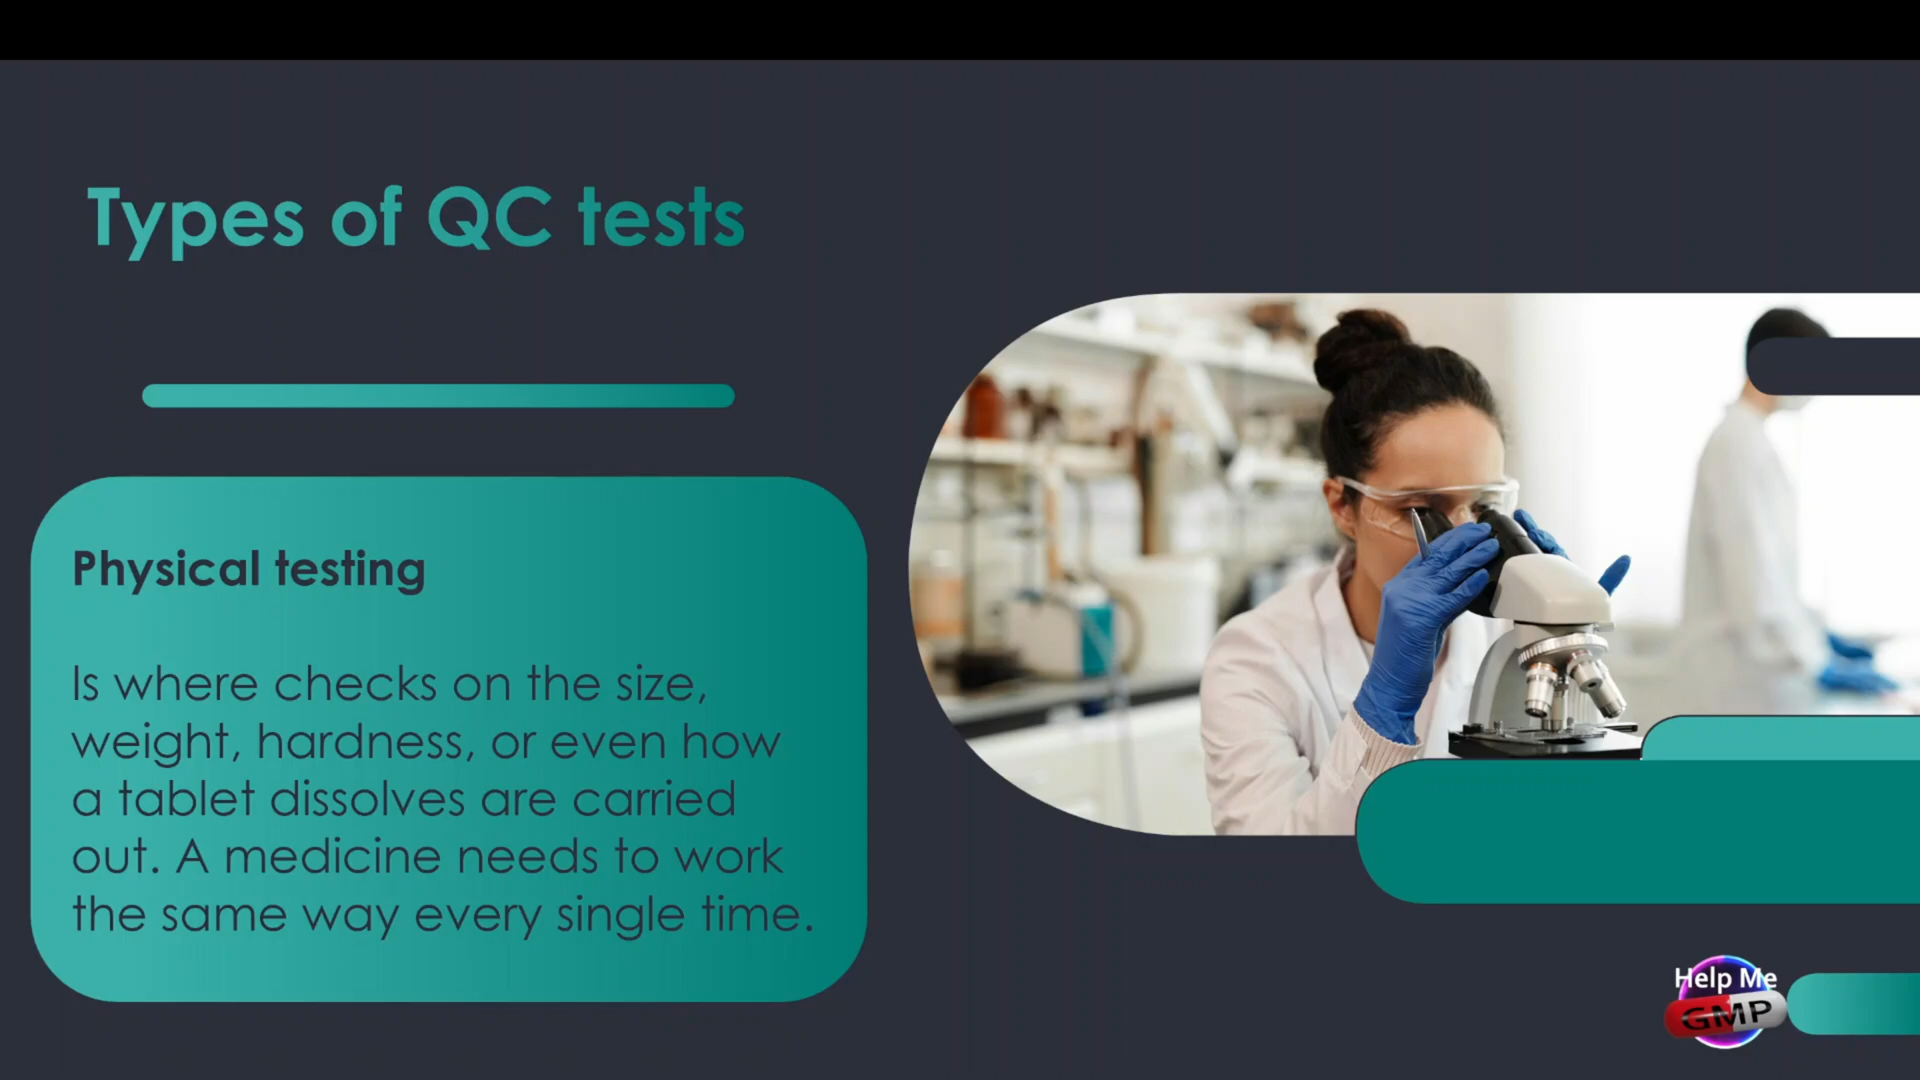 Types of QC tests
Physical testing
Is where checks on the size,
weight, hardness, or even how
a tablet dissolves are carried
out. A medicine needs to work
the same way every single time.
Help Me
GMP